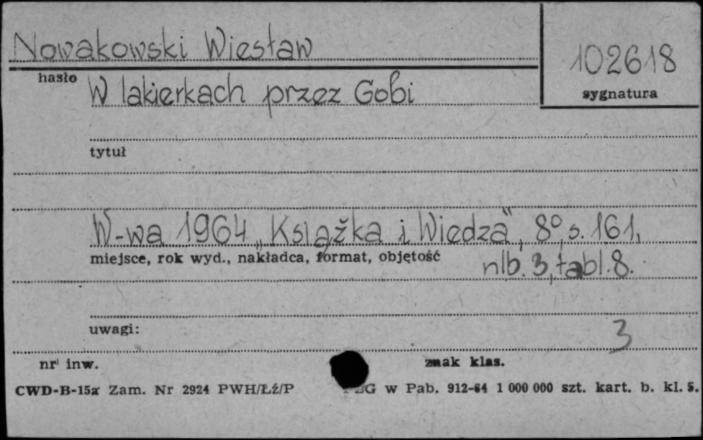 Nowakowski Wiesław
102618
hasło
sygnatura
W lakierkach przez Gobi
tytuł
W-wa 1964 „Książka i Wiedza", 8°, s. 161,
miejsce, rok wyd., nakładca, format, objętość
nlb. 3, tabl. 8.
uwagi:
3
nr inw.
znak klas.
CWD-B-15a Zam. Nr 2924 PWH/Łź/P
G w Pab. 912-64 1 000 000 szt. kart. b. kl. 5.